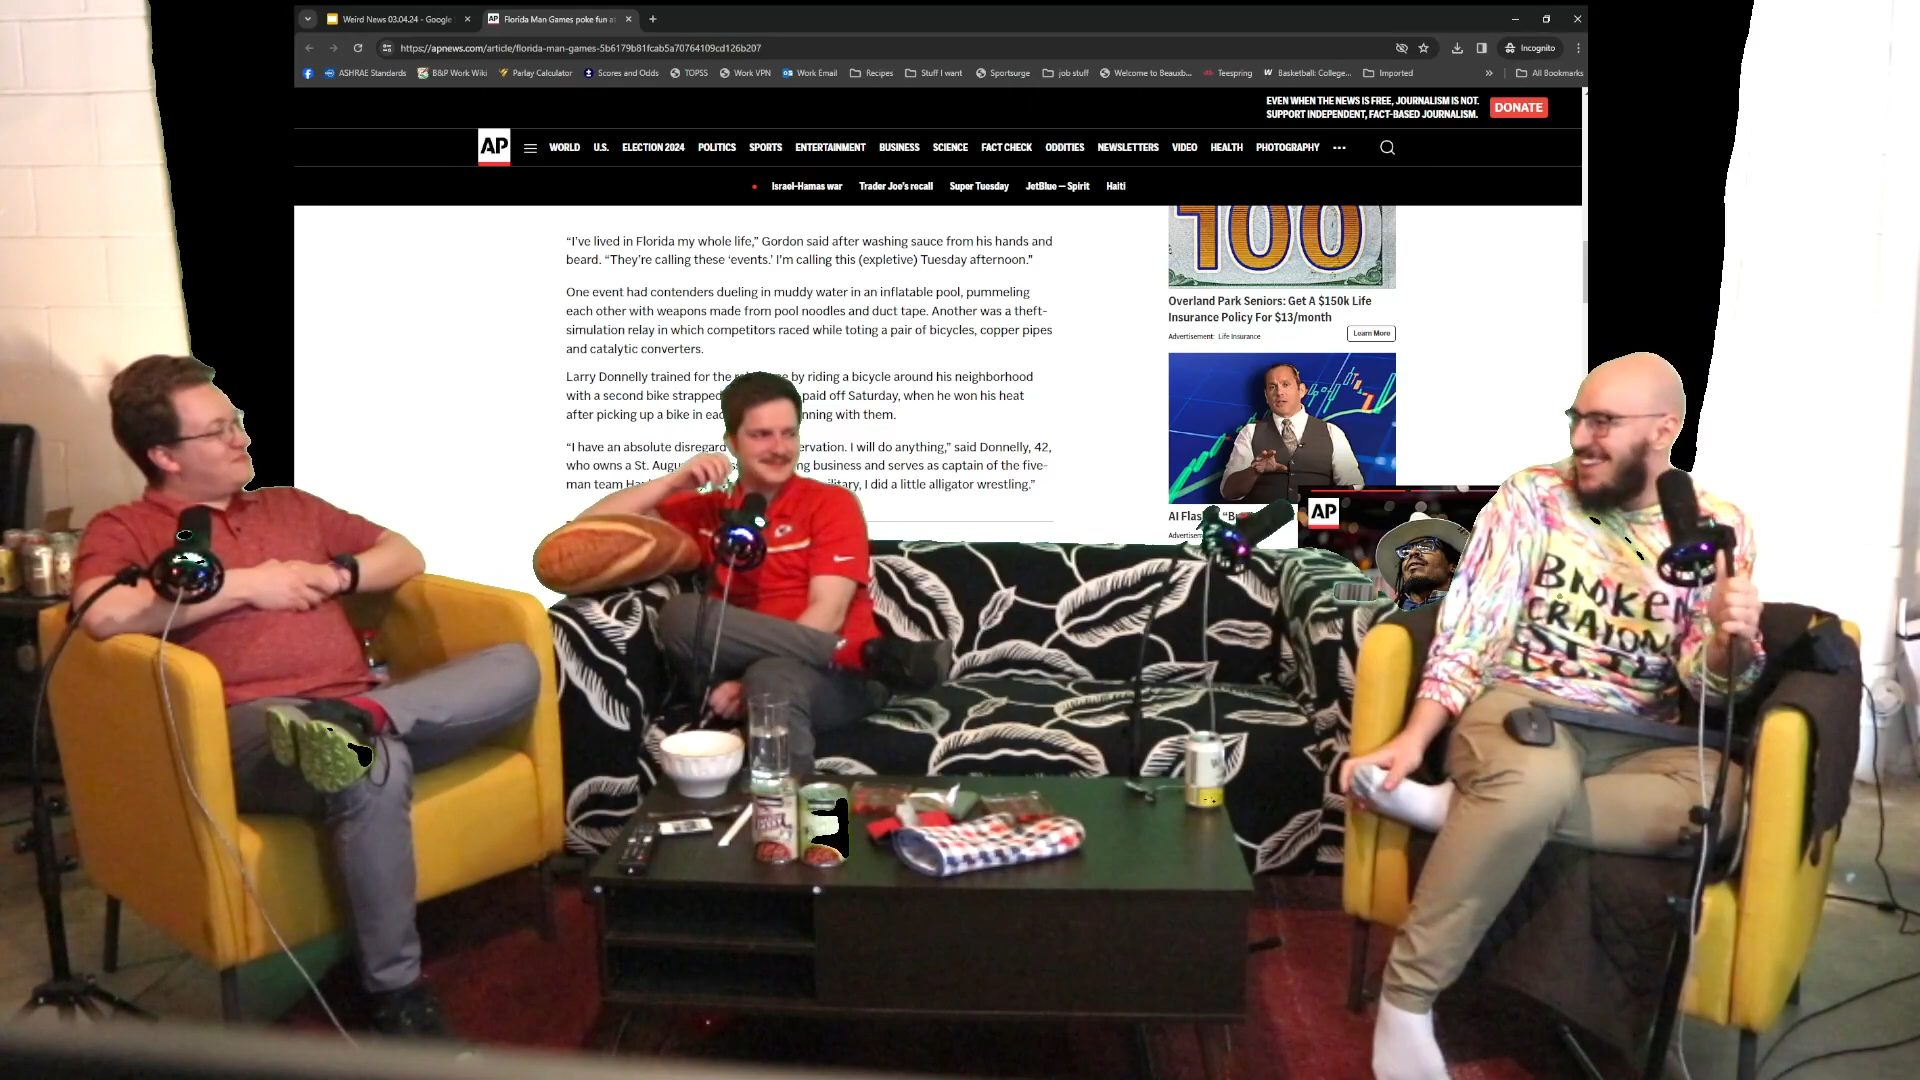 Weird News 03.04.24 - Google
Florida Man Games poke fun a
https://apnews.com/article/florida-man-games-5b6179b81fcab5a70764109cd126b207
Incognito
ASHRAE Standards
B&P Work Wiki
Parlay Calculator
Scores and Odds
TOPSS
Work VPN
Work Email
Recipes
Stuff I want
Sportsurge
job stuff
Welcome to Beauxb...
Teespring
Basketball: College...
Imported
All Bookmarks
EVEN WHEN THE NEWS IS FREE, JOURNALISM IS NOT.
SUPPORT INDEPENDENT, FACT-BASED JOURNALISM.
DONATE
AP
WORLD U.S. ELECTION 2024 POLITICS SPORTS ENTERTAINMENT BUSINESS SCIENCE FACT CHECK ODDITIES NEWSLETTERS VIDEO HEALTH PHOTOGRAPHY
Israel-Hamas war Trader Joe's recall Super Tuesday JetBlue — Spirit Haiti
“I’ve lived in Florida my whole life,” Gordon said after washing sauce from his hands and
beard. “They’re calling these ‘events.’ I’m calling this (expletive) Tuesday afternoon.”
One event had contenders dueling in muddy water in an inflatable pool, pummeling
each other with weapons made from pool noodles and duct tape. Another was a theft-
simulation relay in which competitors raced while toting a pair of bicycles, copper pipes
and catalytic converters.
Larry Donnelly trained for the by riding a bicycle around his neighborhood
with a second bike strapped paid off Saturday, when he won his heat
after picking up a bike in with them.
“I have an absolute disregard I will do anything,” said Donnelly, 42,
who owns a St. business and serves as captain of the five-
man team I did a little alligator wrestling.”
100
Overland Park Seniors: Get A $150k Life
Insurance Policy For $13/month
Advertisement: Life Insurance
Learn More
AI
AP
BROKEN
CRAION